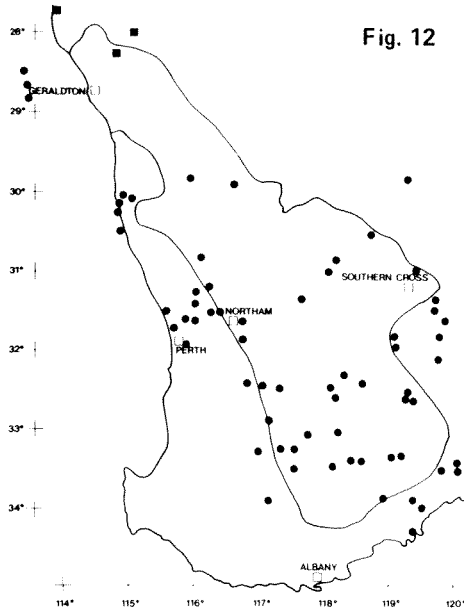 Fig. 12
28°
GERALDTON
29°
30°
31°
SOUTHERN CROSS
NORTHAM
32°
PERTH
33°
34°
ALBANY
114° 115° 116° 117° 118° 119° 120°